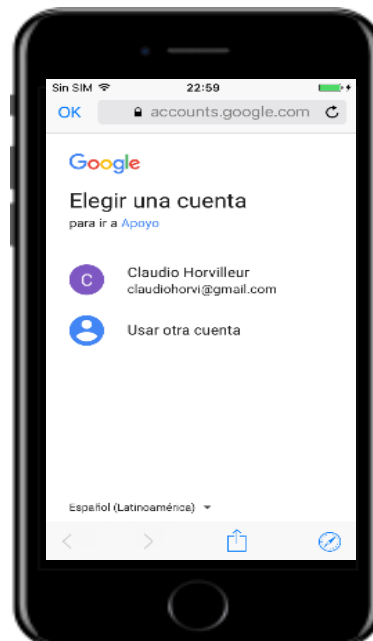 Sin SIM 22:59
OK accounts.google.com
Google
Elegir una cuenta
para ir a Apoyo
C
Claudio Horvilleur
claudiohorvi@gmail.com
Usar otra cuenta
Español (Latinoamérica)